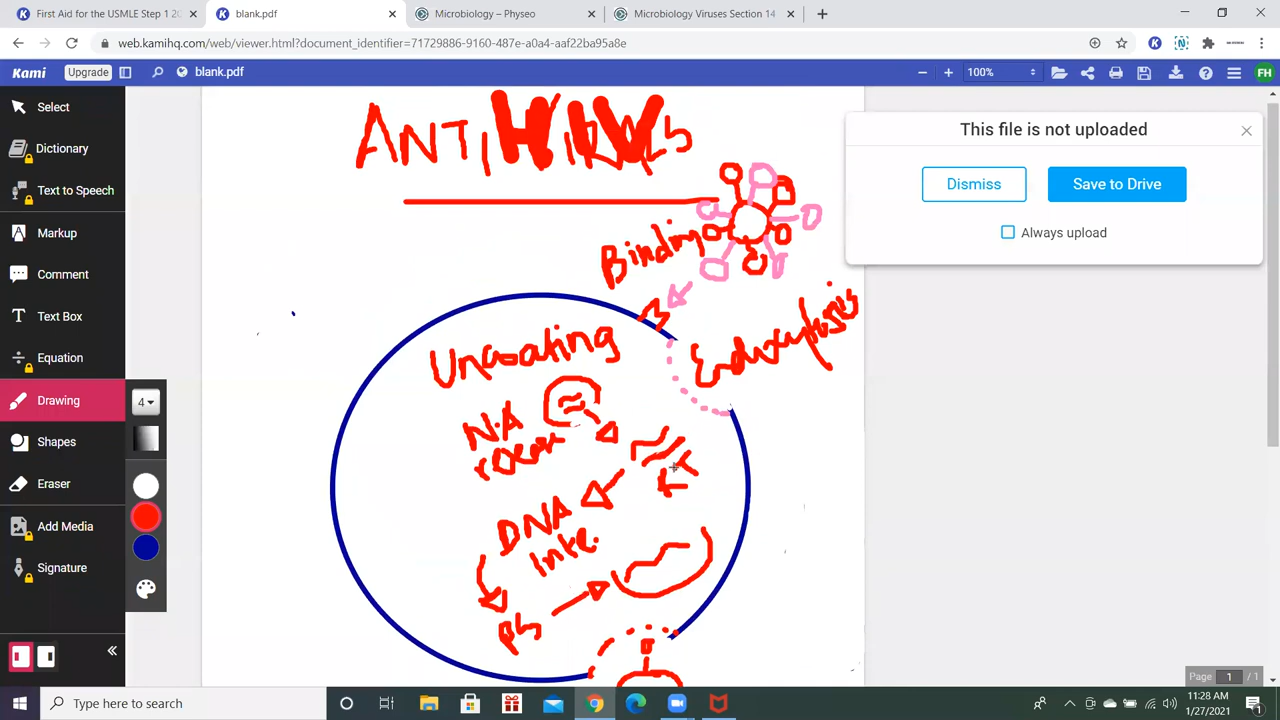 First Aid for the USMLE Step 1 20
blank.pdf
Microbiology – Physeo
Microbiology Viruses Section 14
web.kamihq.com/web/viewer.html?document_identifier=71729886-9160-487e-a0a4-aaf22ba95a8e
Kami
Upgrade
blank.pdf
100%
FH
Select
Dictionary
Text to Speech
Markup
Comment
Text Box
Equation
Drawing
4
Shapes
Eraser
Add Media
Signature
This file is not uploaded
Dismiss
Save to Drive
Always upload
Binding
Endocytosis
Uncoating
N.A
DNA
Inte.
Page 1 / 1
Type here to search
11:28 AM
1/27/2021